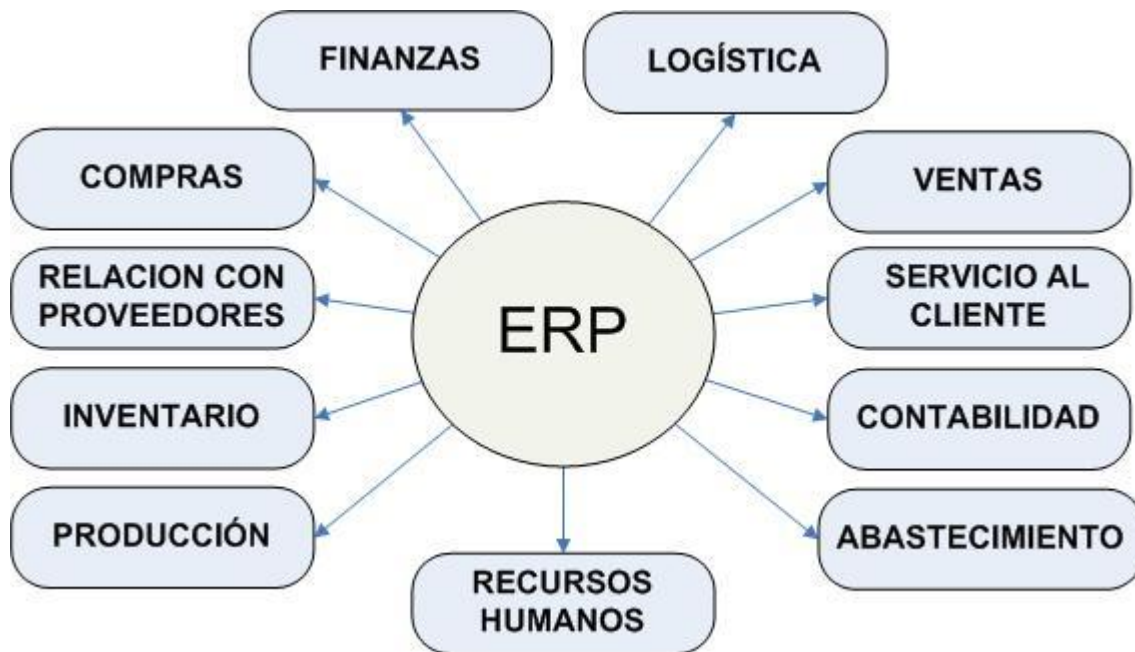 FINANZAS
LOGÍSTICA
COMPRAS
VENTAS
RELACION CON
PROVEEDORES
SERVICIO AL
CLIENTE
ERP
INVENTARIO
CONTABILIDAD
PRODUCCIÓN
ABASTECIMIENTO
RECURSOS
HUMANOS